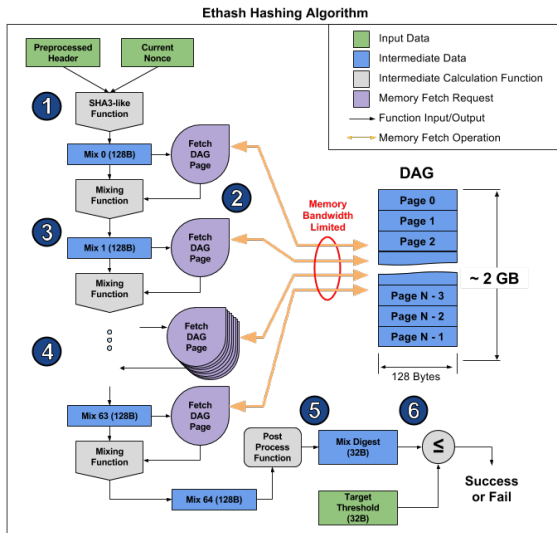 Ethash Hashing Algorithm
Preprocessed
Header
Current
Nonce
Input Data
Intermediate Data
Intermediate Calculation Function
Memory Fetch Request
Function Input/Output
Memory Fetch Operation
1
SHA3-like
Function
Mix 0 (128B)
Fetch
DAG
Page
Mixing
Function
2
3
Mix 1 (128B)
Fetch
DAG
Page
Mixing
Function
Memory
Bandwidth
Limited
DAG
Page 0
Page 1
Page 2
Page N - 3
Page N - 2
Page N - 1
~ 2 GB
128 Bytes
4
Fetch
DAG
Page
Mix 63 (128B)
Fetch
DAG
Page
Mixing
Function
Mix 64 (128B)
5
Post
Process
Function
Mix Digest
(32B)
6
≤
Target
Threshold
(32B)
Success
or Fail